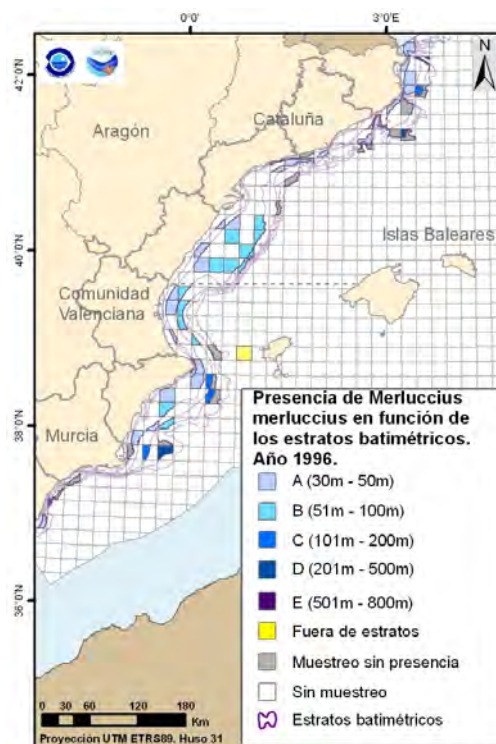 0°0'
3°0'E
N
42°0'N
Cataluña
Aragón
40°0'N
Islas Baleares
Comunidad
Valenciana
38°0'N
Murcia
36°0'N
Presencia de Merluccius
merluccius en función de
los estratos batimétricos.
Año 1996.
A (30m - 50m)
B (51m - 100m)
C (101m - 200m)
D (201m - 500m)
E (501m - 800m)
Fuera de estratos
Muestreo sin presencia
Sin muestreo
Estratos batimétricos
0 30 60 120 180
Km
Proyección UTM ETRS89. Huso 31